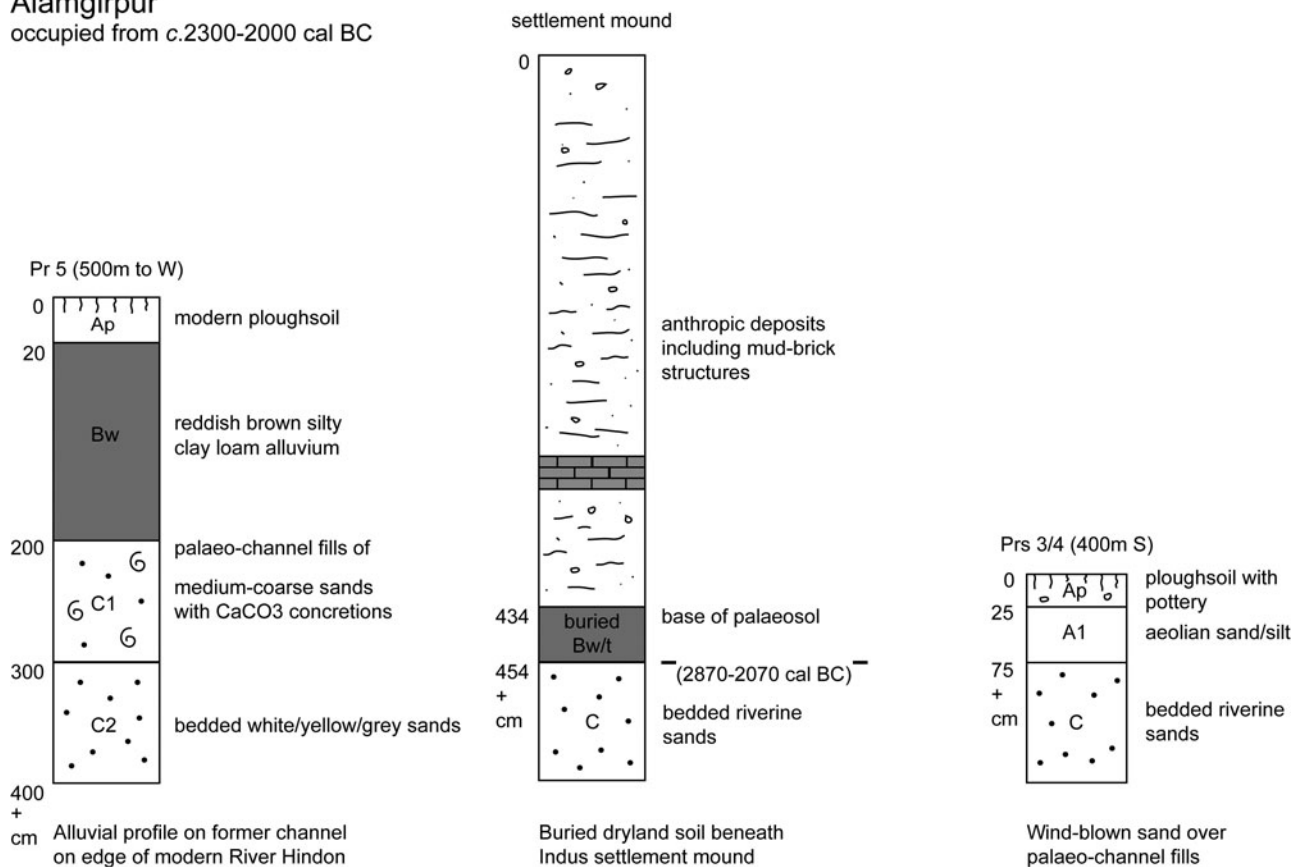 Alamgirpur
occupied from c.2300-2000 cal BC
settlement mound
0
anthropic deposits
including mud-brick
structures
434
buried
Bw/t
base of palaeosol
454
+
cm
(2870-2070 cal BC)
C
bedded riverine
sands
Buried dryland soil beneath
Indus settlement mound
Pr 5 (500m to W)
0
Ap
modern ploughsoil
20
Bw
reddish brown silty
clay loam alluvium
200
palaeo-channel fills of
medium-coarse sands
with CaCO3 concretions
C1
300
C2
bedded white/yellow/grey sands
400
+
cm
Alluvial profile on former channel
on edge of modern River Hindon
Prs 3/4 (400m S)
0
Ap
ploughsoil with
pottery
25
A1
aeolian sand/silt
75
+
cm
C
bedded riverine
sands
Wind-blown sand over
palaeo-channel fills